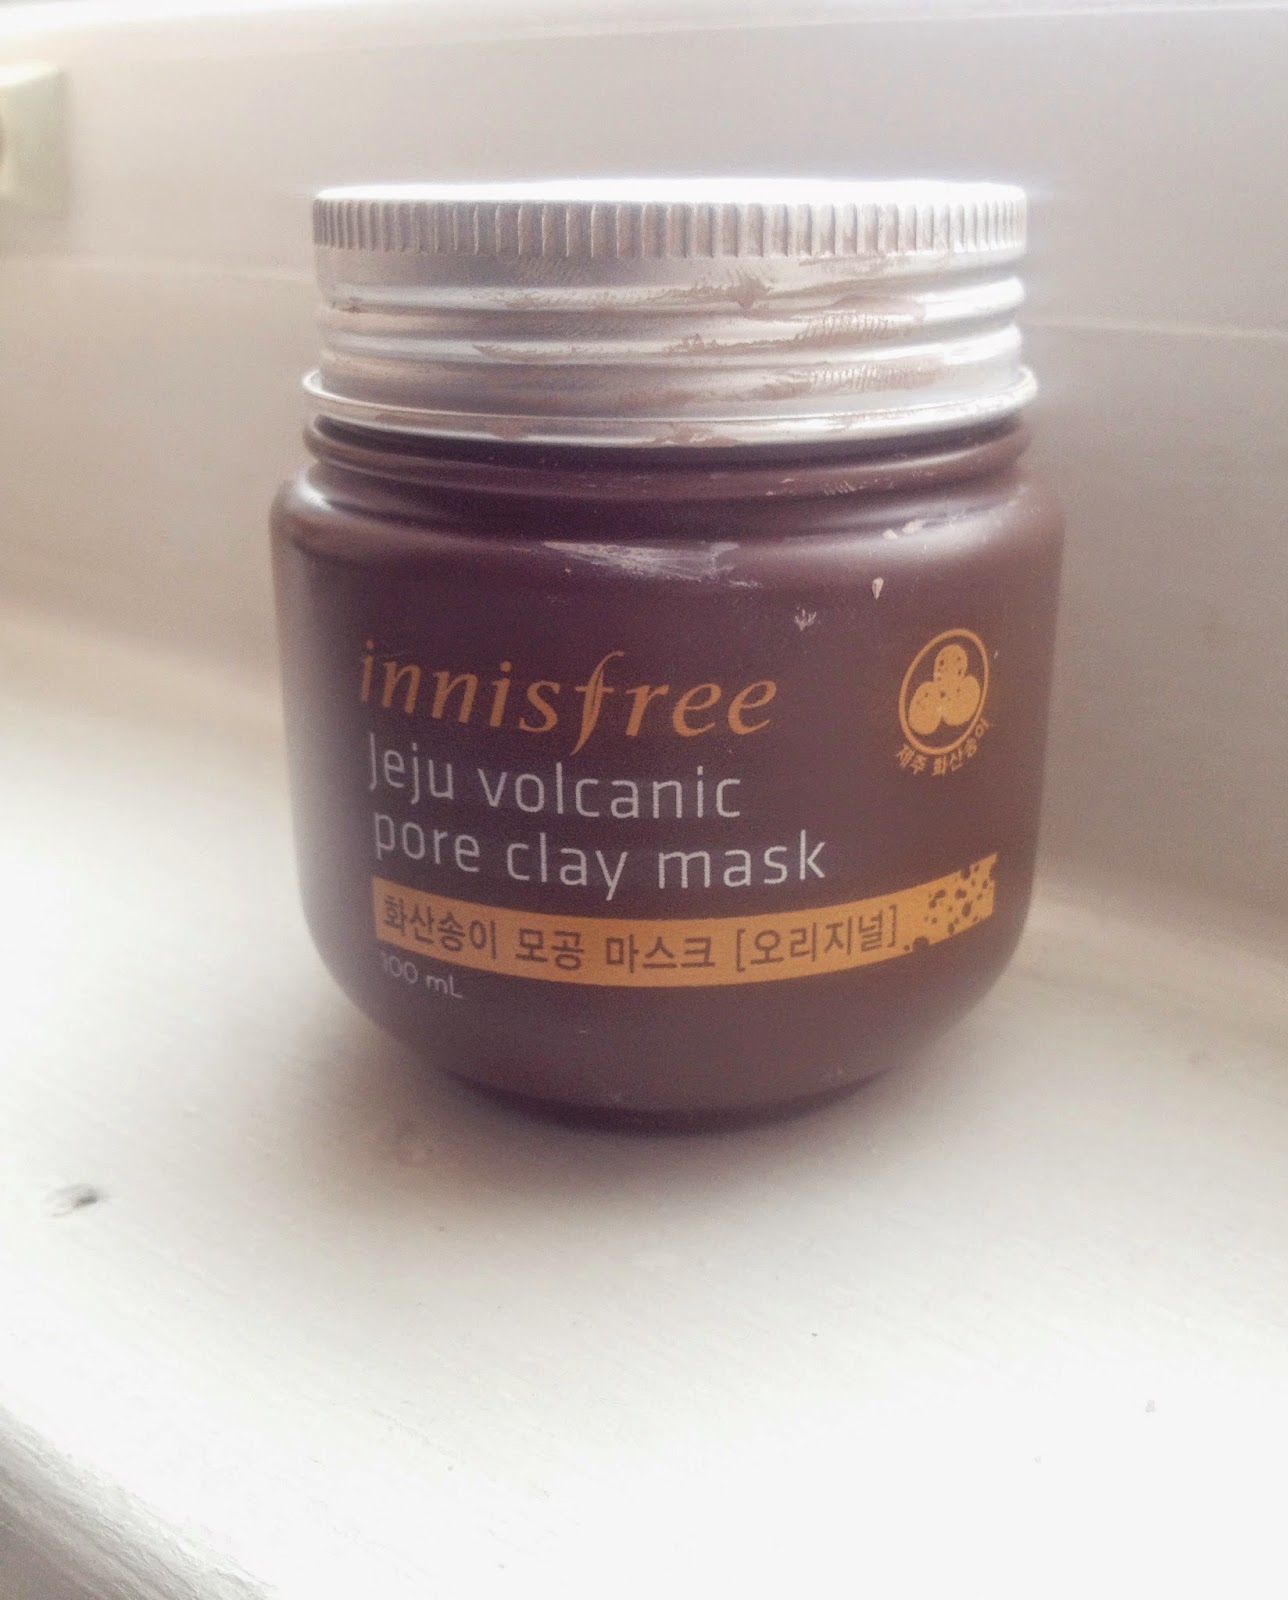 innisfree
제주 화산송이
Jeju volcanic
pore clay mask
화산송이 모공 마스크 [오리지널]
100 mL